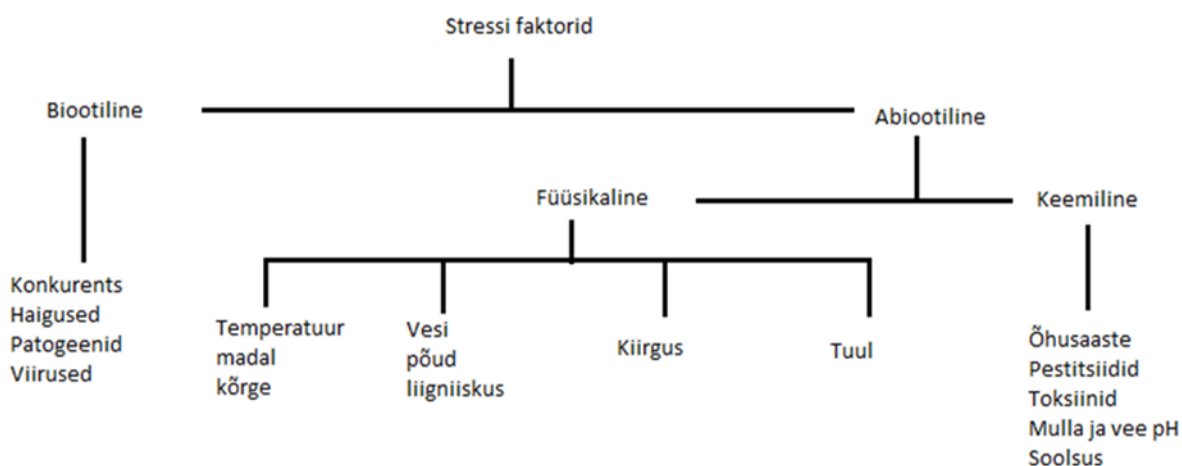 Stressi faktorid
Biootiline
Abiootiline
Füüsikaline
Keemiline
Konkurents
Haigused
Patogeenid
Viirused
Temperatuur
madal
kõrge
Vesi
põud
liigniiskus
Kiirgus
Tuul
Õhusaaste
Pestitsiidid
Toksiinid
Mulla ja vee pH
Soolsus